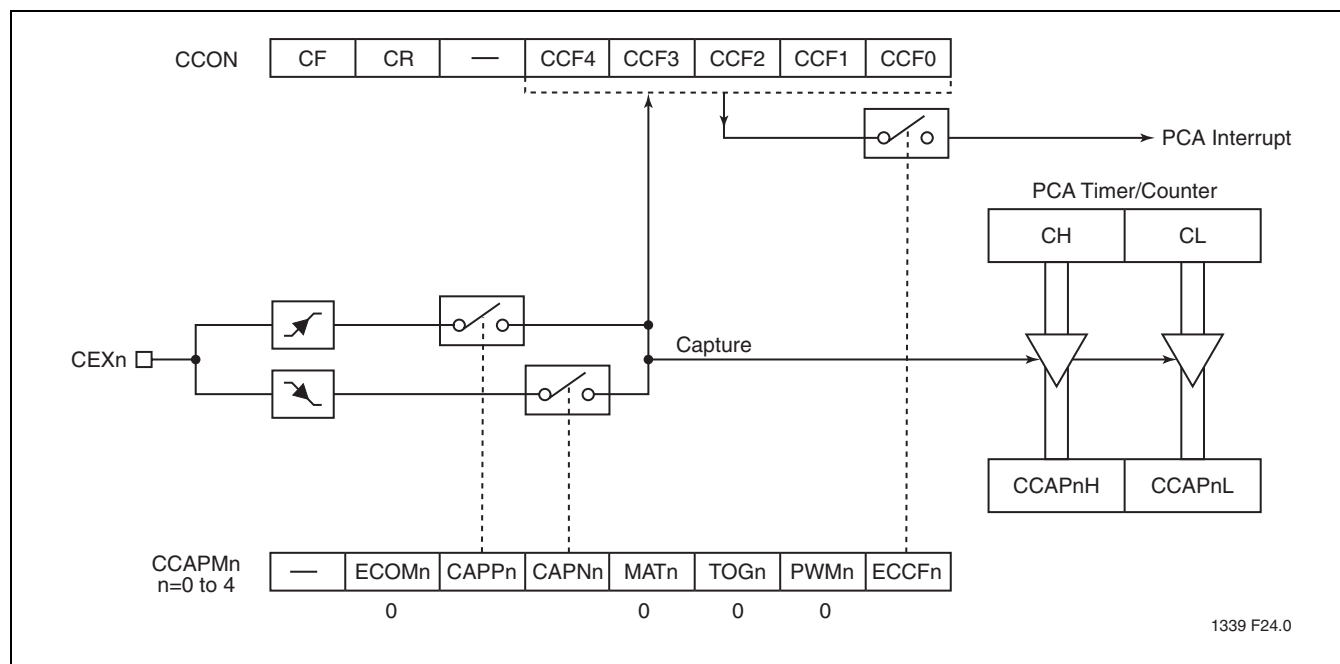 CCON CF CR — CCF4 CCF3 CCF2 CCF1 CCF0
PCA Interrupt
PCA Timer/Counter
CH CL
CEXn
Capture
CCAPnH CCAPnL
CCAPMn
n=0 to 4
— ECOMn CAPPn CAPNn MATn TOGn PWMn ECCFn
0 0 0 0
1339 F24.0